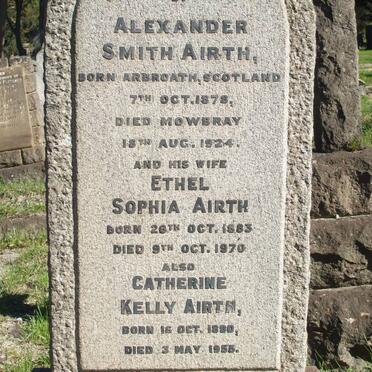 ALEXANDER
SMITH AIRTH,
BORN ARBROATH, SCOTLAND
7TH OCT. 1878,
DIED MOWBRAY
18TH AUG. 1924.
AND HIS WIFE
ETHEL
SOPHIA AIRTH
BORN 26TH OCT. 1883
DIED 9TH OCT. 1970
ALSO
CATHERINE
KELLY AIRTH,
BORN 16 OCT. 1890,
DIED 3 MAY 1955.